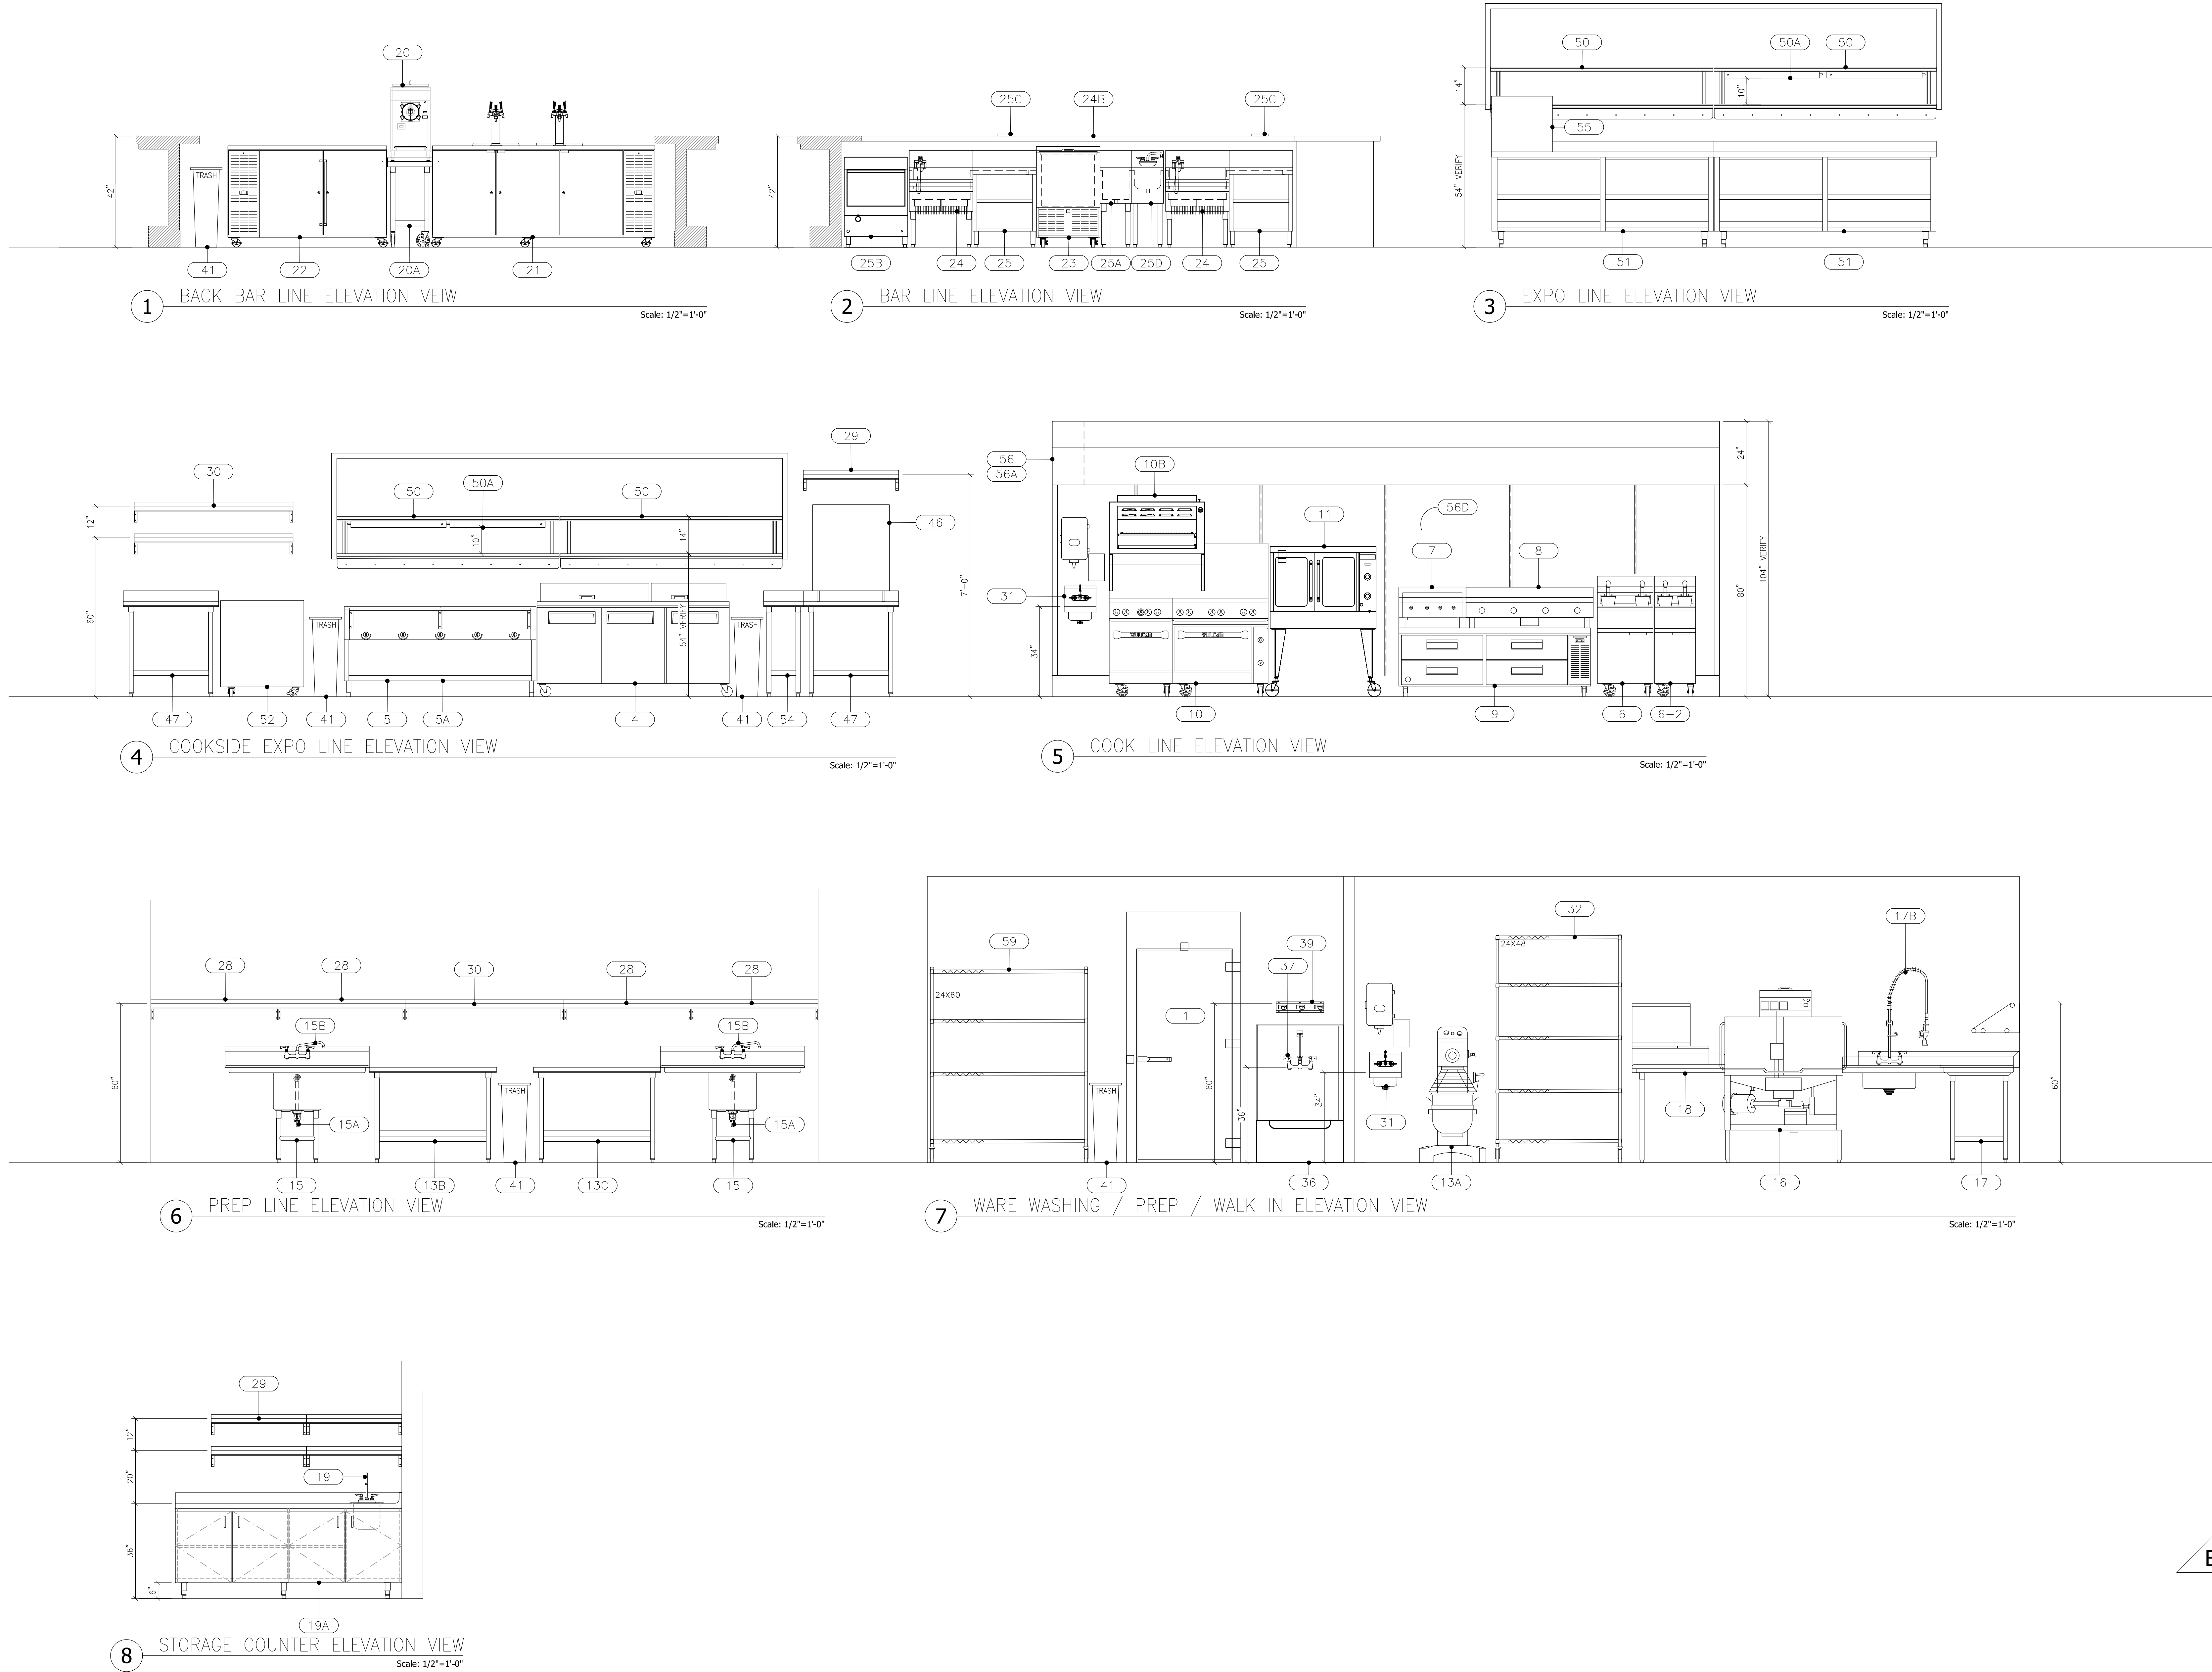 20
42"
TRASH
41
22
20A
21
1
BACK BAR LINE ELEVATION VEIW
Scale: 1/2"=1'-0"
25C
24B
25C
42"
25B
24
25
23
25A
25D
24
25
2
BAR LINE ELEVATION VIEW
Scale: 1/2"=1'-0"
50
50A
50
14"
10"
55
54" VERIFY
51
51
3
EXPO LINE ELEVATION VIEW
Scale: 1/2"=1'-0"
29
30
50
50A
50
46
12"
10"
14"
60"
TRASH
54" VERIFY
TRASH
7'-0"
47
52
41
5
5A
4
41
54
47
4
COOKSIDE EXPO LINE ELEVATION VIEW
Scale: 1/2"=1'-0"
56
56A
10B
24"
11
56D
7
8
31
34"
VULCAN
VULCAN
80"
104" VERIFY
10
9
6
6-2
5
COOK LINE ELEVATION VIEW
Scale: 1/2"=1'-0"
28
28
30
28
28
15B
15B
60"
TRASH
15A
15A
15
13B
41
13C
15
6
PREP LINE ELEVATION VIEW
Scale: 1/2"=1'-0"
59
39
32
17B
24X48
37
24X60
1
60"
TRASH
36"
34"
31
18
60"
41
36
13A
16
17
7
WARE WASHING / PREP / WALK IN ELEVATION VIEW
Scale: 1/2"=1'-0"
29
12"
20"
19
36"
6"
19A
8
STORAGE COUNTER ELEVATION VIEW
Scale: 1/2"=1'-0"